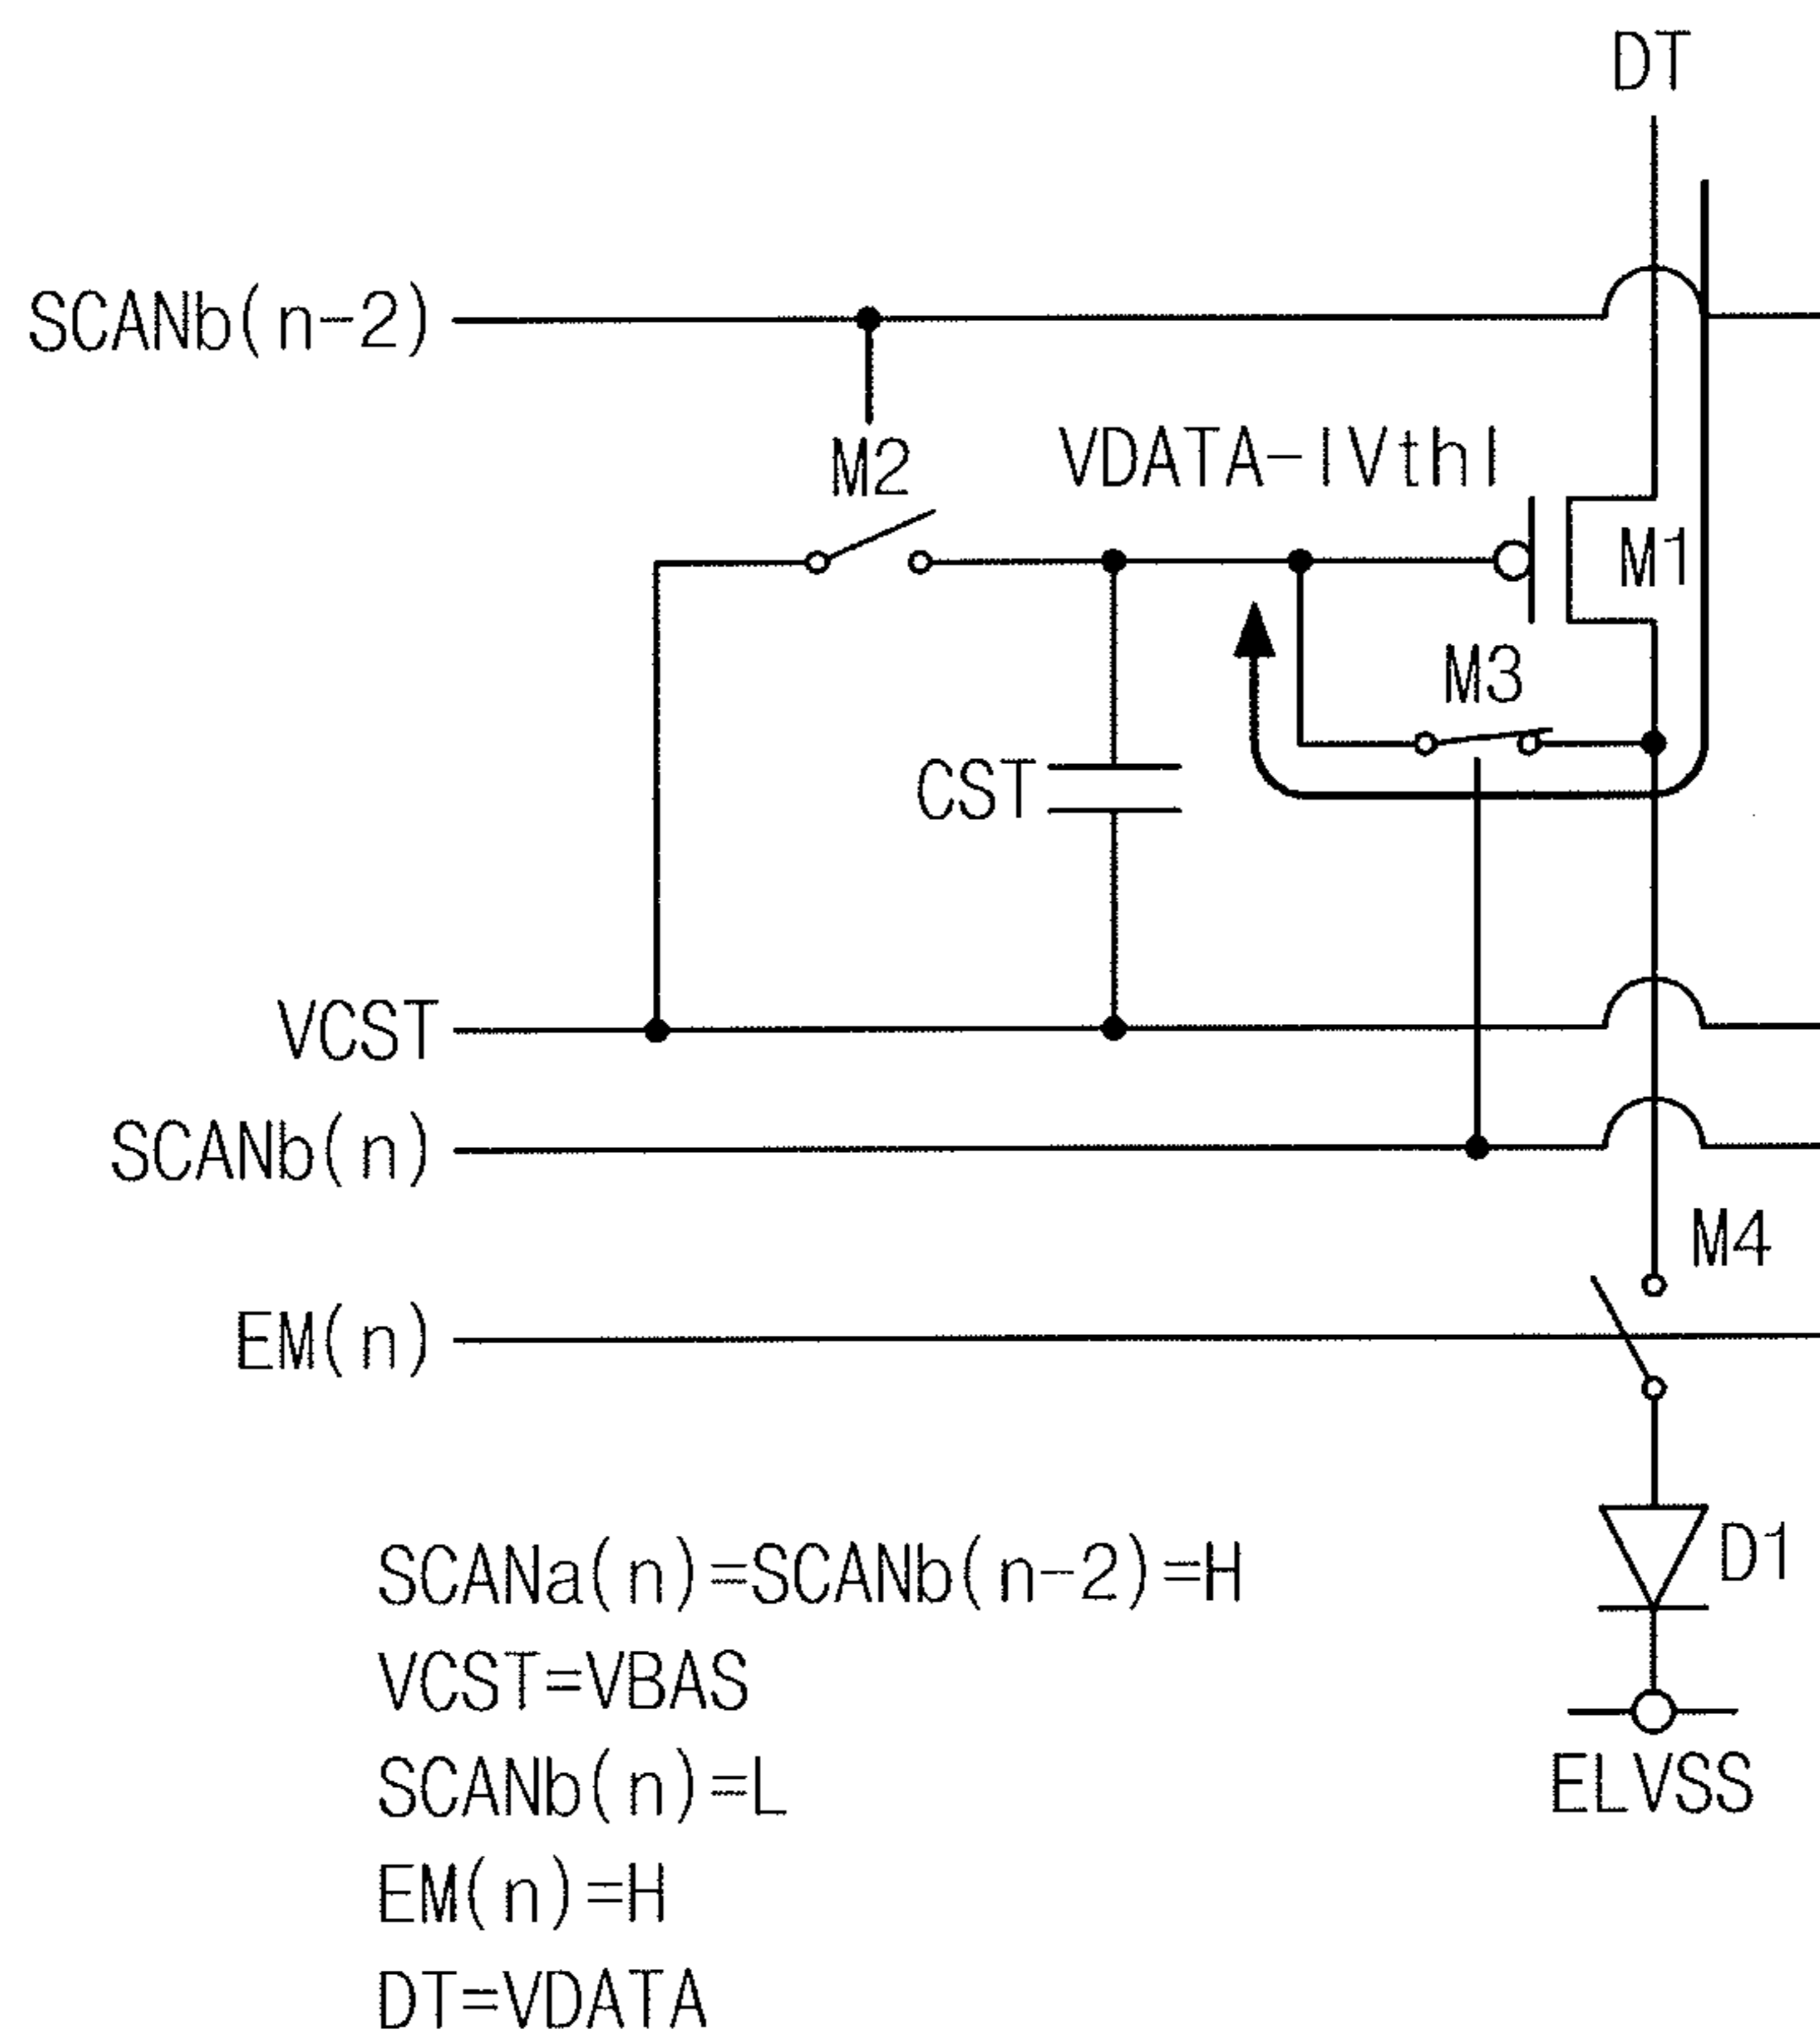 DT
SCANb(n-2)
M2
VDATA-|Vth|
M1
M3
CST
VCST
SCANb(n)
M4
EM(n)
D1
SCANa(n)=SCANb(n-2)=H
VCST=VBAS
ELVSS
SCANb(n)=L
EM(n)=H
DT=VDATA